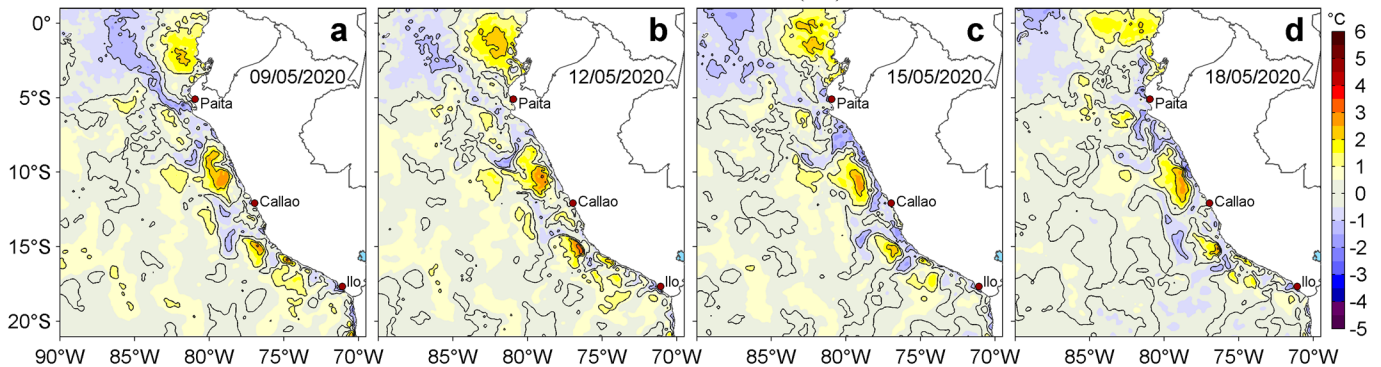 a
09/05/2020
Paita
Callao
Ilo
b
12/05/2020
Paita
Callao
Ilo
c
15/05/2020
Paita
Callao
Ilo
d
18/05/2020
Paita
Callao
Ilo
0°
5°S
10°S
15°S
20°S
90°W 85°W 80°W 75°W 70°W
85°W 80°W 75°W 70°W
85°W 80°W 75°W 70°W
85°W 80°W 75°W 70°W
°C
6
5
4
3
2
1
0
-1
-2
-3
-4
-5